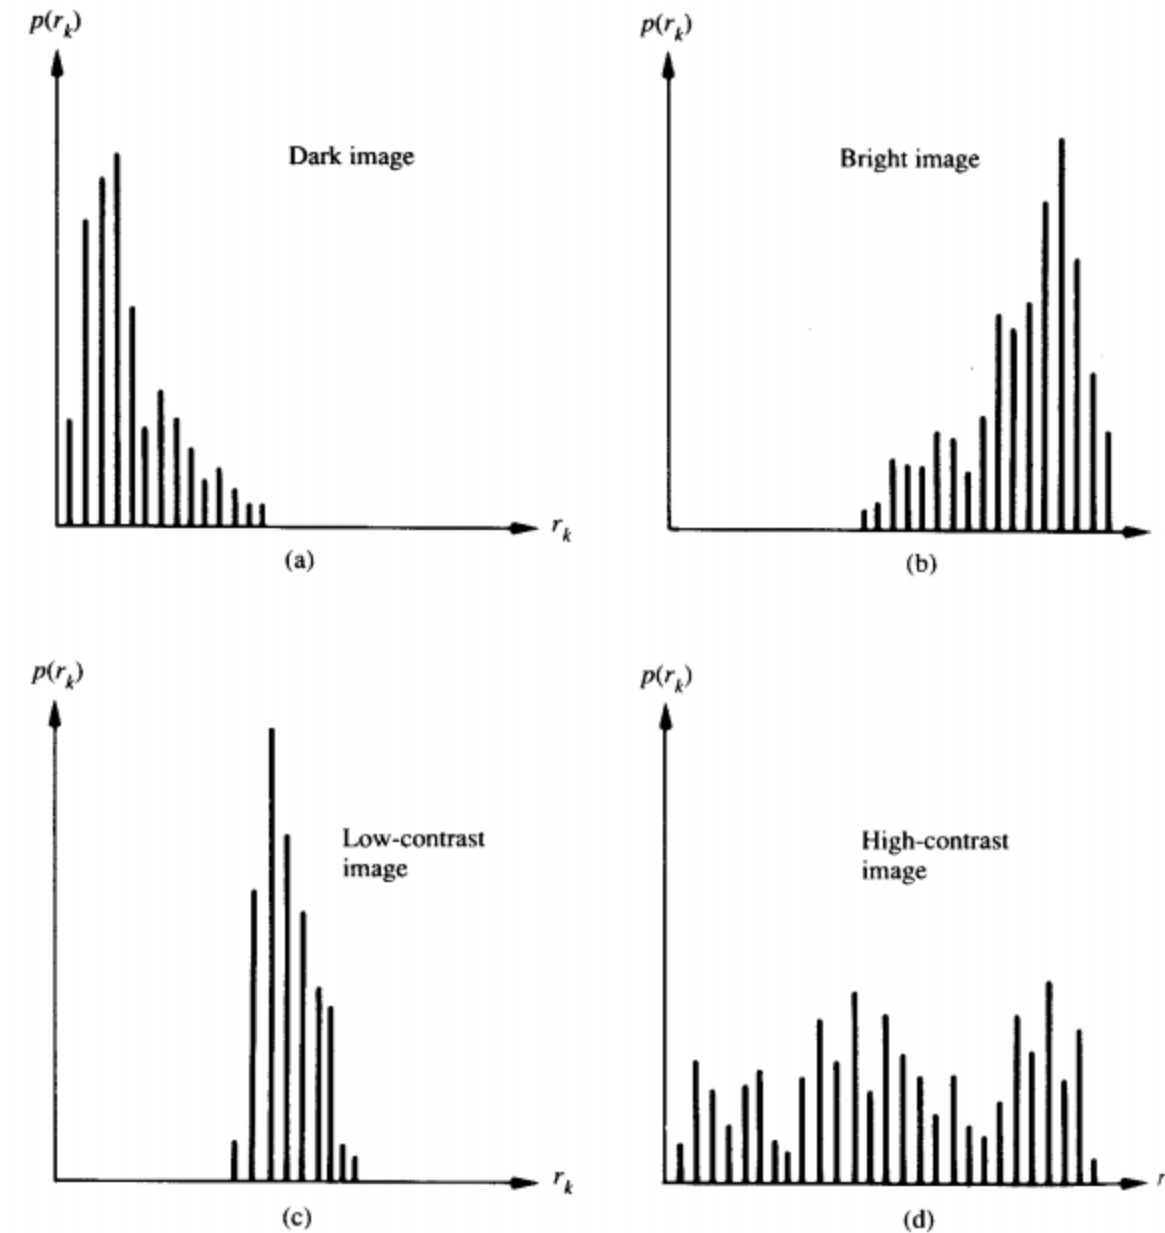 p(r_k)
Dark image
r_k
(a)
p(r_k)
Bright image
(b)
p(r_k)
Low-contrast
image
r_k
(c)
p(r_k)
High-contrast
image
r
(d)